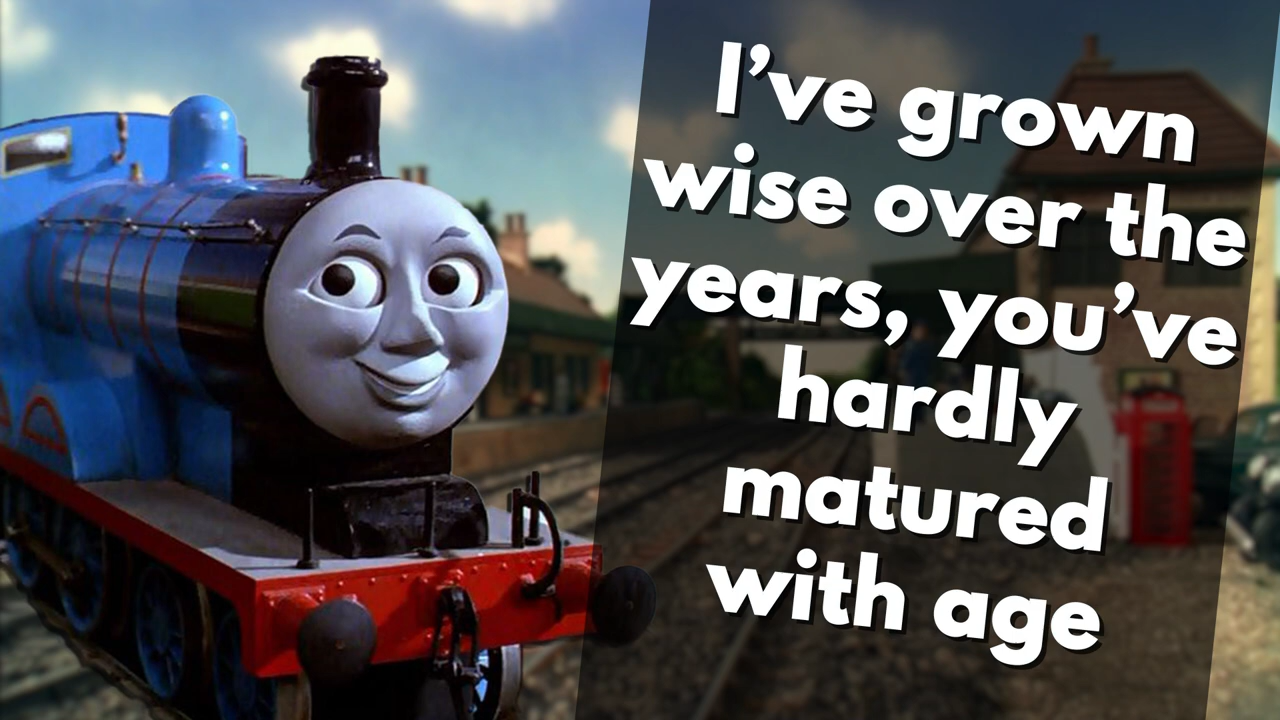 I’ve grown
wise over the
years, you’ve
hardly
matured
with age